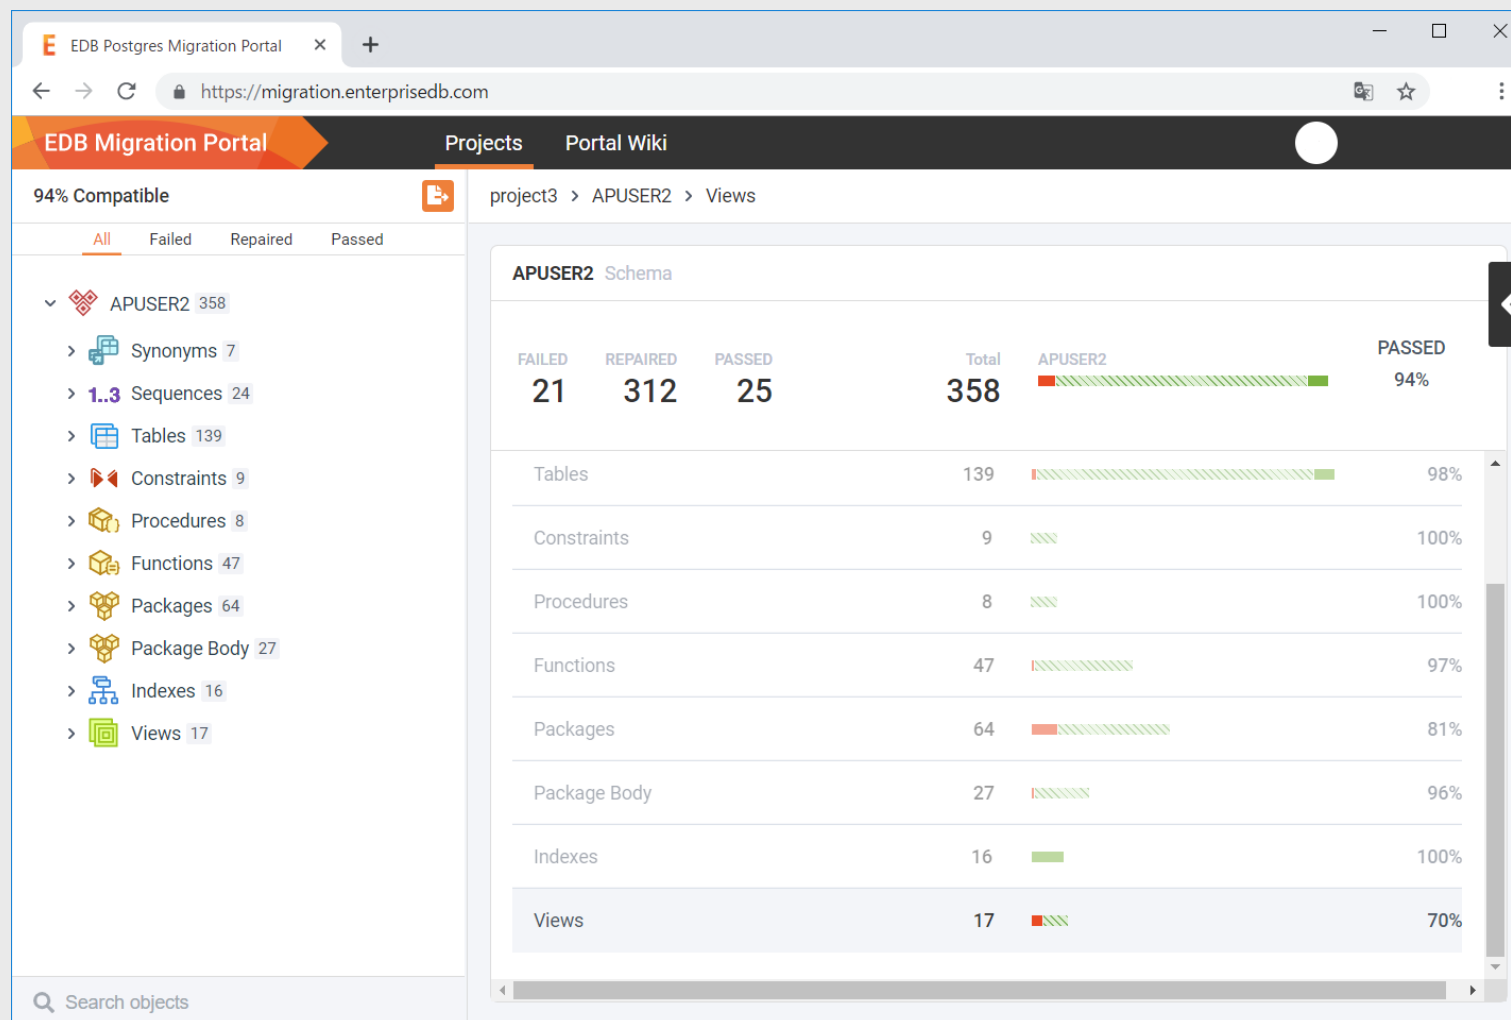 EDB Postgres Migration Portal
https://migration.enterprisedb.com
EDB Migration Portal
Projects
Portal Wiki
94% Compatible
project3 > APUSER2 > Views
All
Failed
Repaired
Passed
APUSER2 358
Synonyms 7
1..3 Sequences 24
Tables 139
Constraints 9
Procedures 8
Functions 47
Packages 64
Package Body 27
Indexes 16
Views 17
Search objects
APUSER2 Schema
FAILED REPAIRED PASSED Total APUSER2 PASSED
21 312 25 358 94%
Tables 139 98%
Constraints 9 100%
Procedures 8 100%
Functions 47 97%
Packages 64 81%
Package Body 27 96%
Indexes 16 100%
Views 17 70%